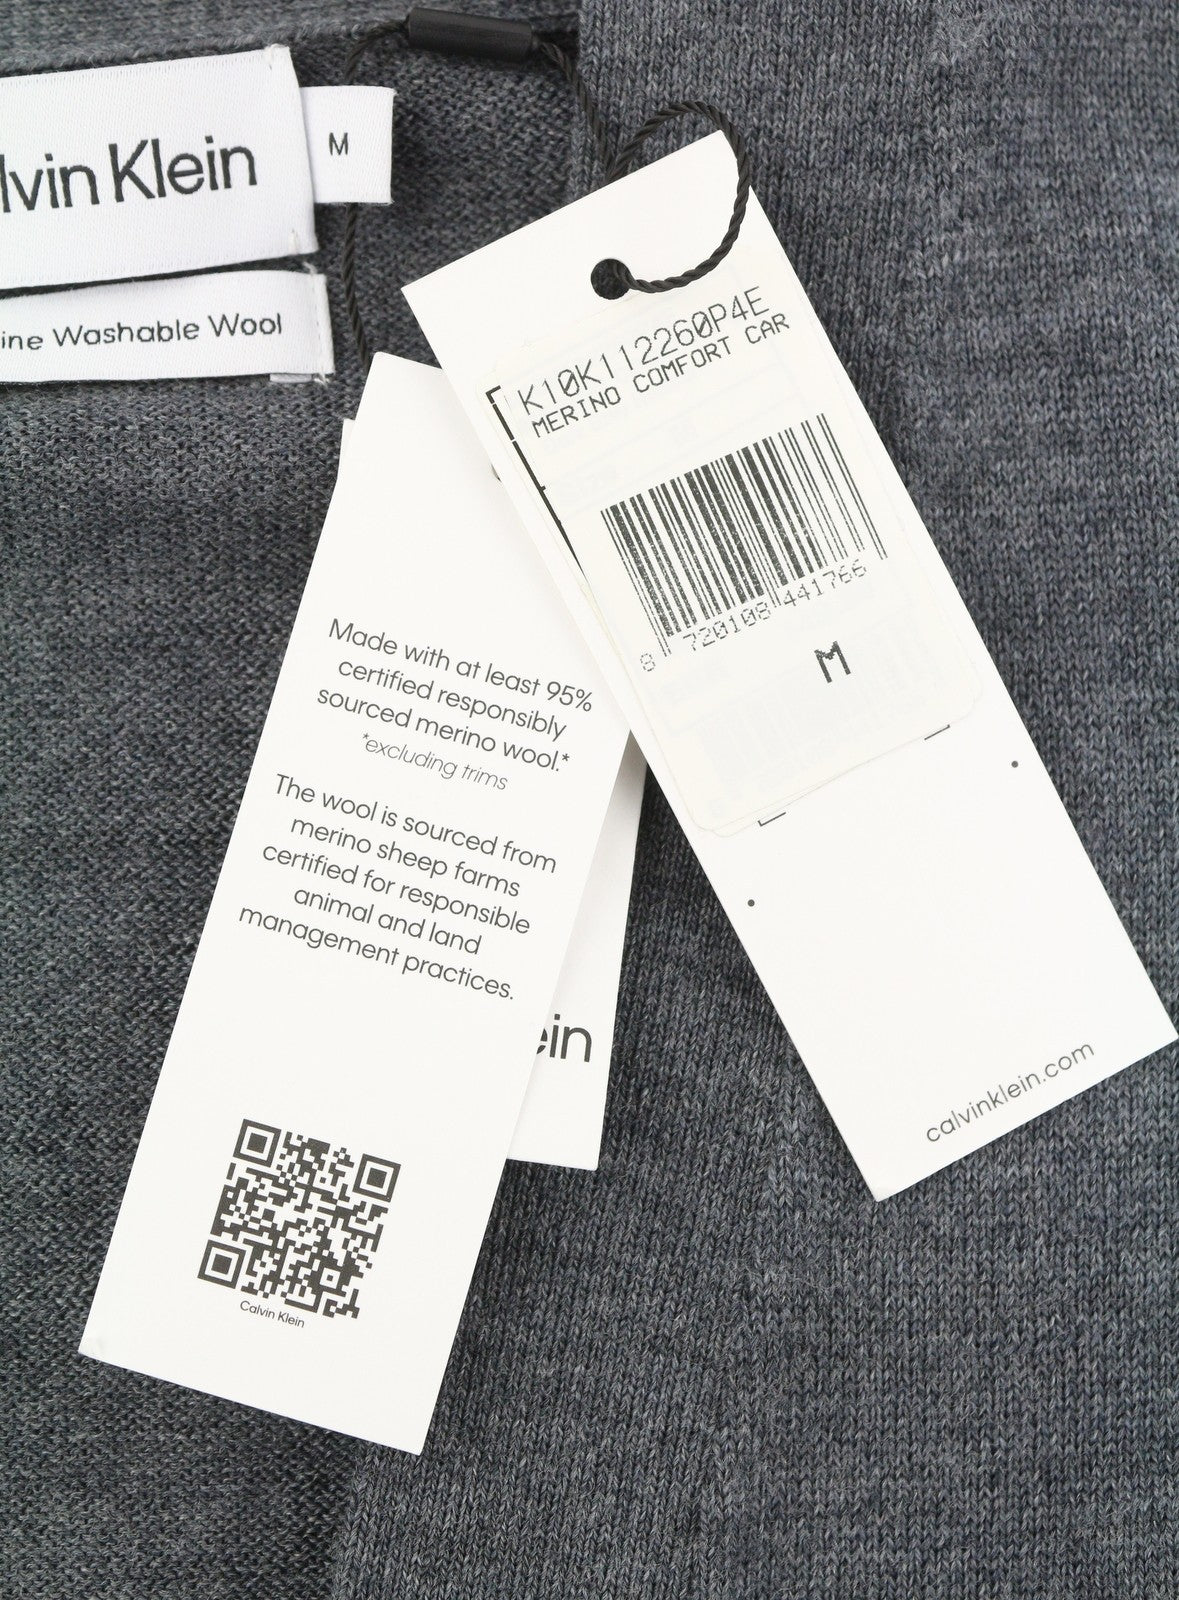 lvin Klein
M
ine Washable Wool
K10K112260P4E
MERINO COMFORT CAR
8 720108 441766
M
calvinklein.com
Made with at least 95%
certified responsibly
sourced merino wool.*
*excluding trims
The wool is sourced from
merino sheep farms
certified for responsible
animal and land
management practices.
ein
Calvin Klein